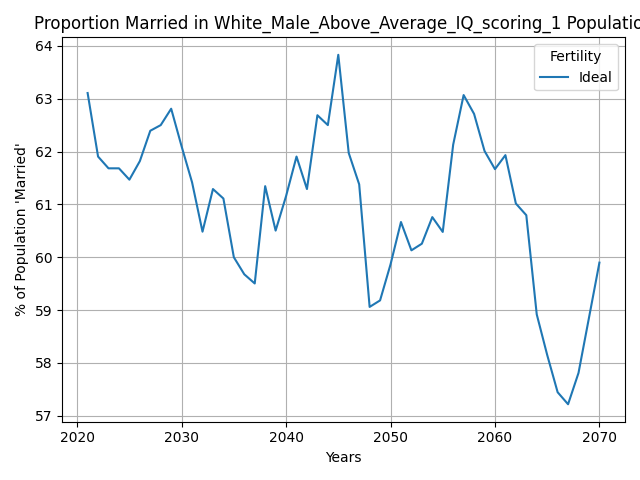 Proportion Married in White_Male_Above_Average_IQ_scoring_1 Populatio
64
63
62
61
60
59
58
57
% of Population 'Married'
Fertility
Ideal
2020 2030 2040 2050 2060 2070
Years